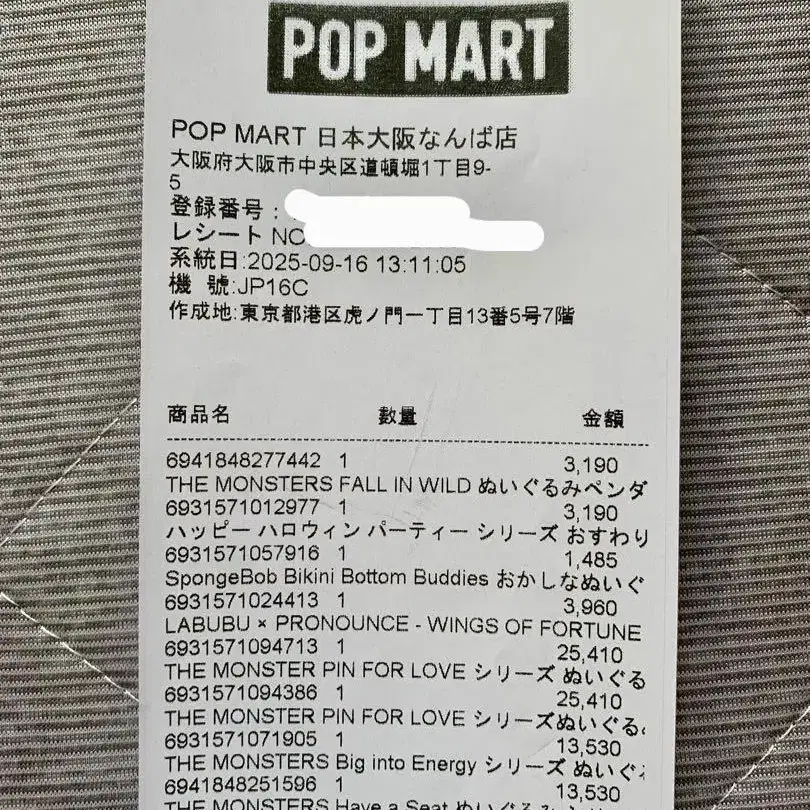 POP MART
POP MART 日本大阪なんば店
大阪府大阪市中央区道頓堀1丁目9-
5
登録番号:
レシート NO
系統日:2025-09-16 13:11:05
機 號:JP16C
作成地:東京都港区虎ノ門一丁目13番5号7階
商品名 數量 金額
6941848277442 1 3,190
THE MONSTERS FALL IN WILD ぬいぐるみペンダ
6931571012977 1 3,190
ハッピー ハロウィン パーティー シリーズ おすわり
6931571057916 1 1,485
SpongeBob Bikini Bottom Buddies おかしなぬいぐ
6931571024413 1 3,960
LABUBU × PRONOUNCE - WINGS OF FORTUNE
6931571094713 1 25,410
THE MONSTER PIN FOR LOVE シリーズ ぬいぐる
6931571094386 1 25,410
THE MONSTER PIN FOR LOVE シリーズぬいぐる
6931571071905 1 13,530
THE MONSTERS Big into Energy シリーズ ぬいぐ
6941848251596 1 13,530
THE MONSTERS Have a Seat ぬいぐるみ